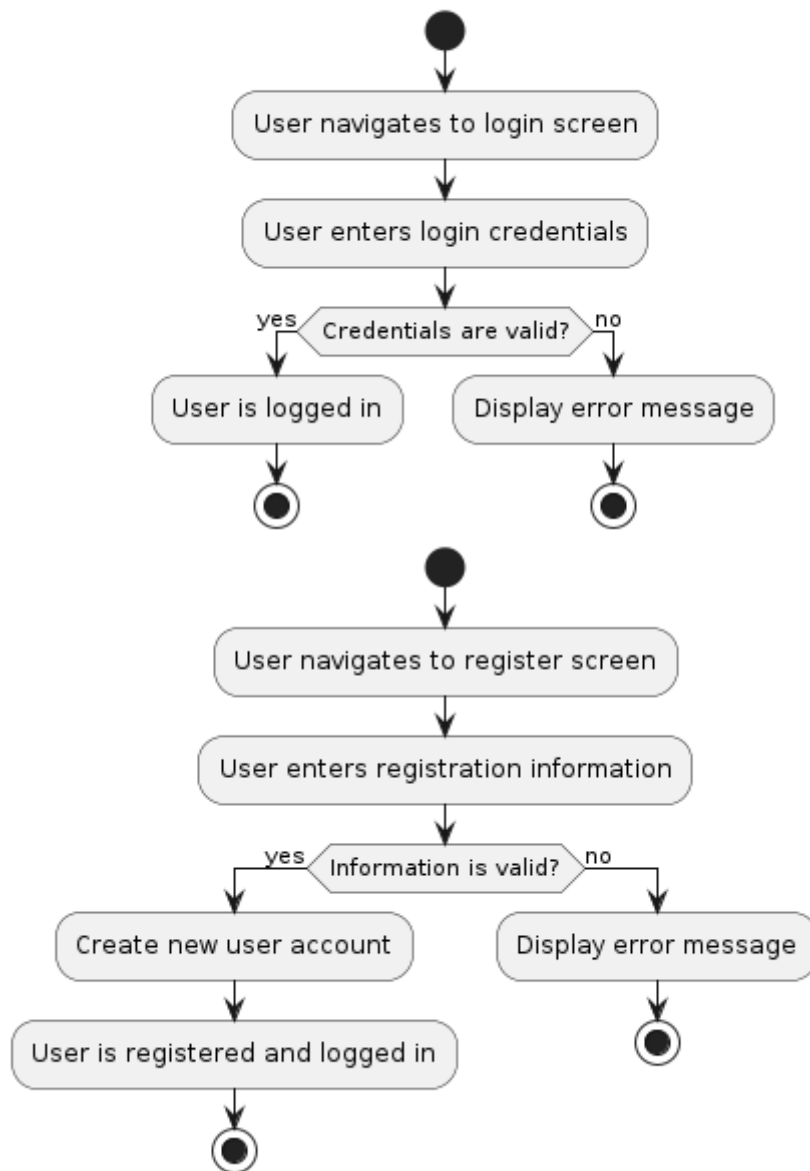 User navigates to login screen
User enters login credentials
yes
Credentials are valid?
no
User is logged in
Display error message
User navigates to register screen
User enters registration information
yes
Information is valid?
no
Create new user account
Display error message
User is registered and logged in